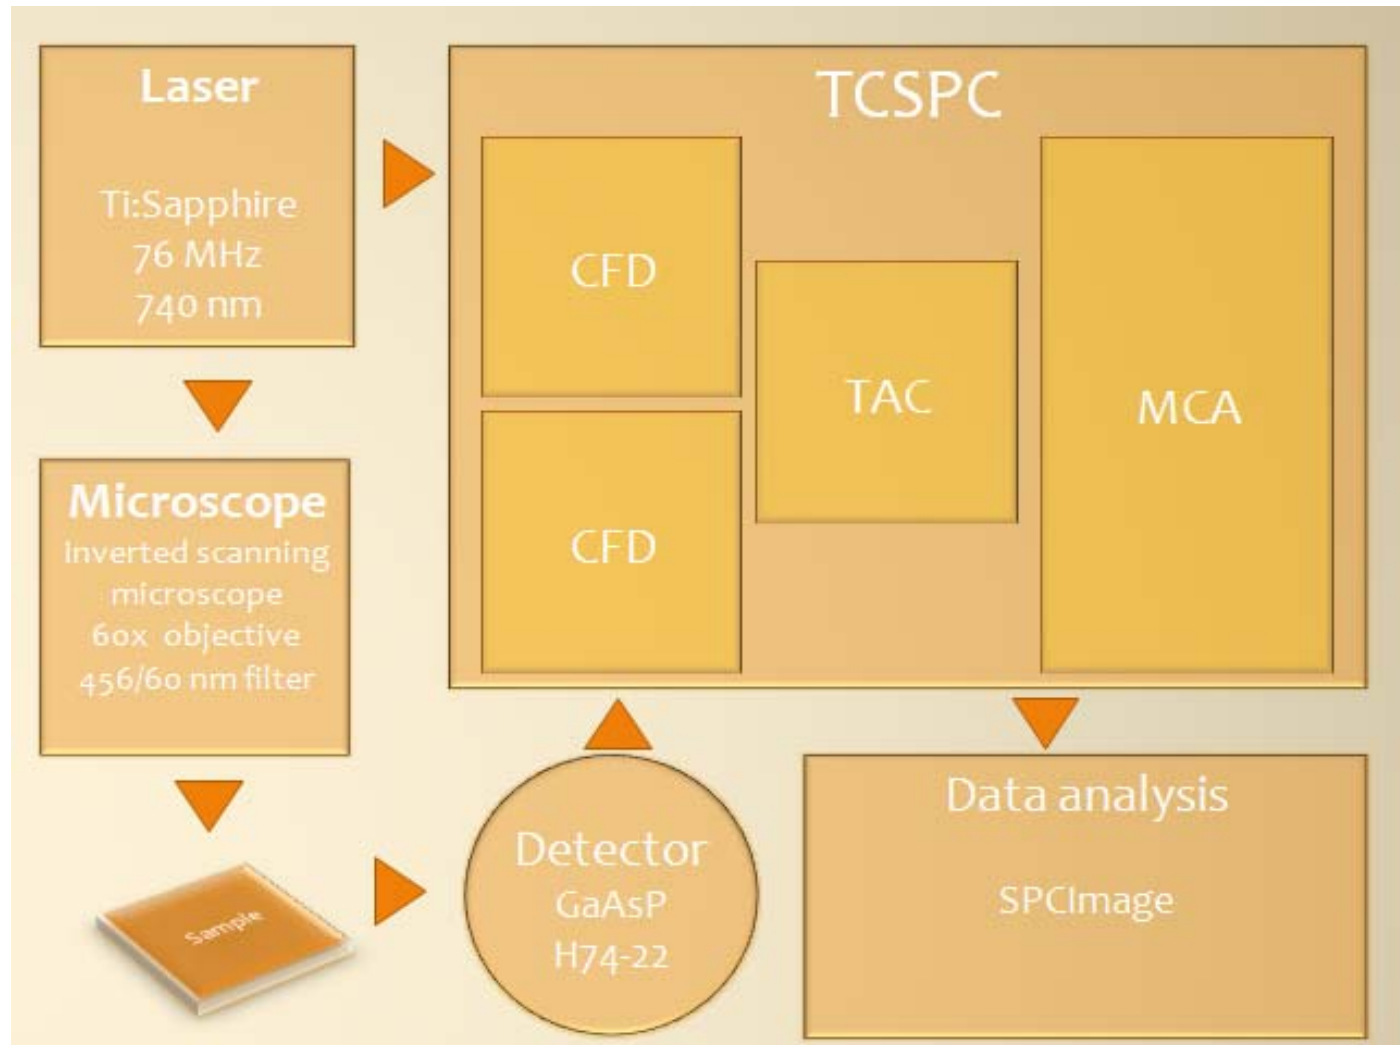 Laser
Ti:Sapphire
76 MHz
740 nm
TCSPC
CFD
CFD
TAC
MCA
Microscope
Inverted scanning
microscope
60x objective
456/60 nm filter
Sample
Detector
GaAsP
H74-22
Data analysis
SPCImage